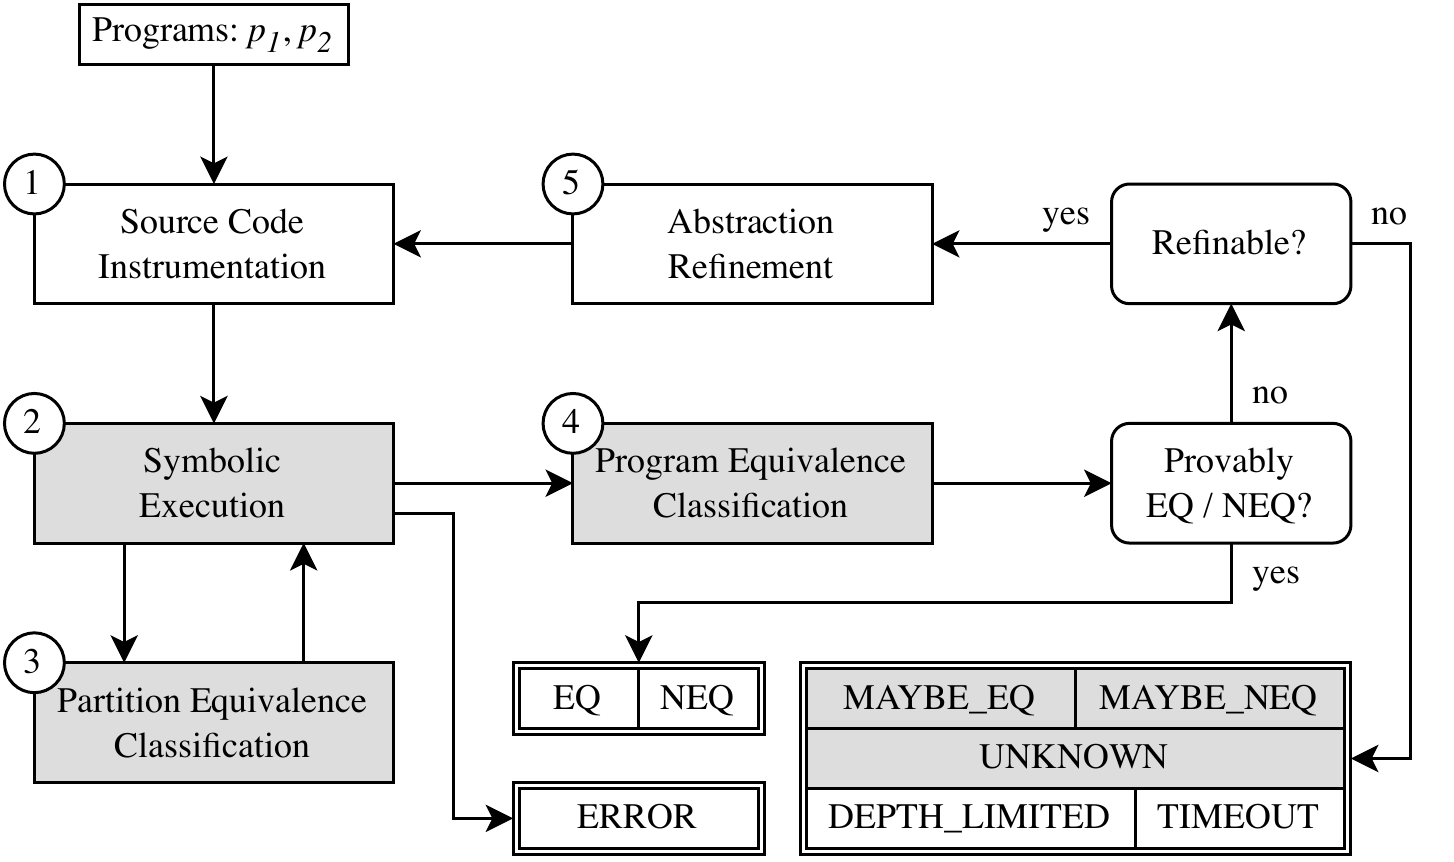 Programs: p1, p2
1
Source Code
Instrumentation
5
Abstraction
Refinement
yes
Refinable?
no
2
Symbolic
Execution
4
Program Equivalence
Classification
no
Provably
EQ / NEQ?
yes
3
Partition Equivalence
Classification
EQ
NEQ
MAYBE_EQ
MAYBE_NEQ
UNKNOWN
ERROR
DEPTH_LIMITED
TIMEOUT